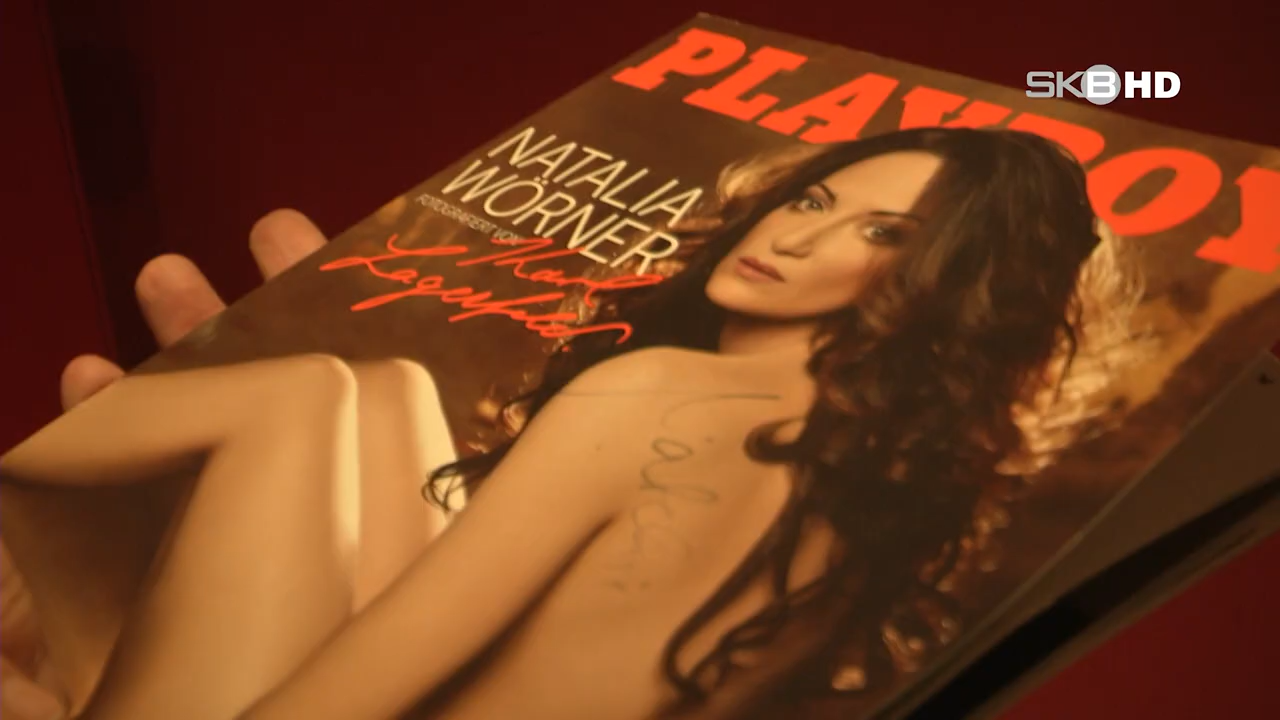 SKB HD
PLAYBOY
NATALIA
WÖRNER
FOTOGRAFIERT VON
Karl
Lagerfeld